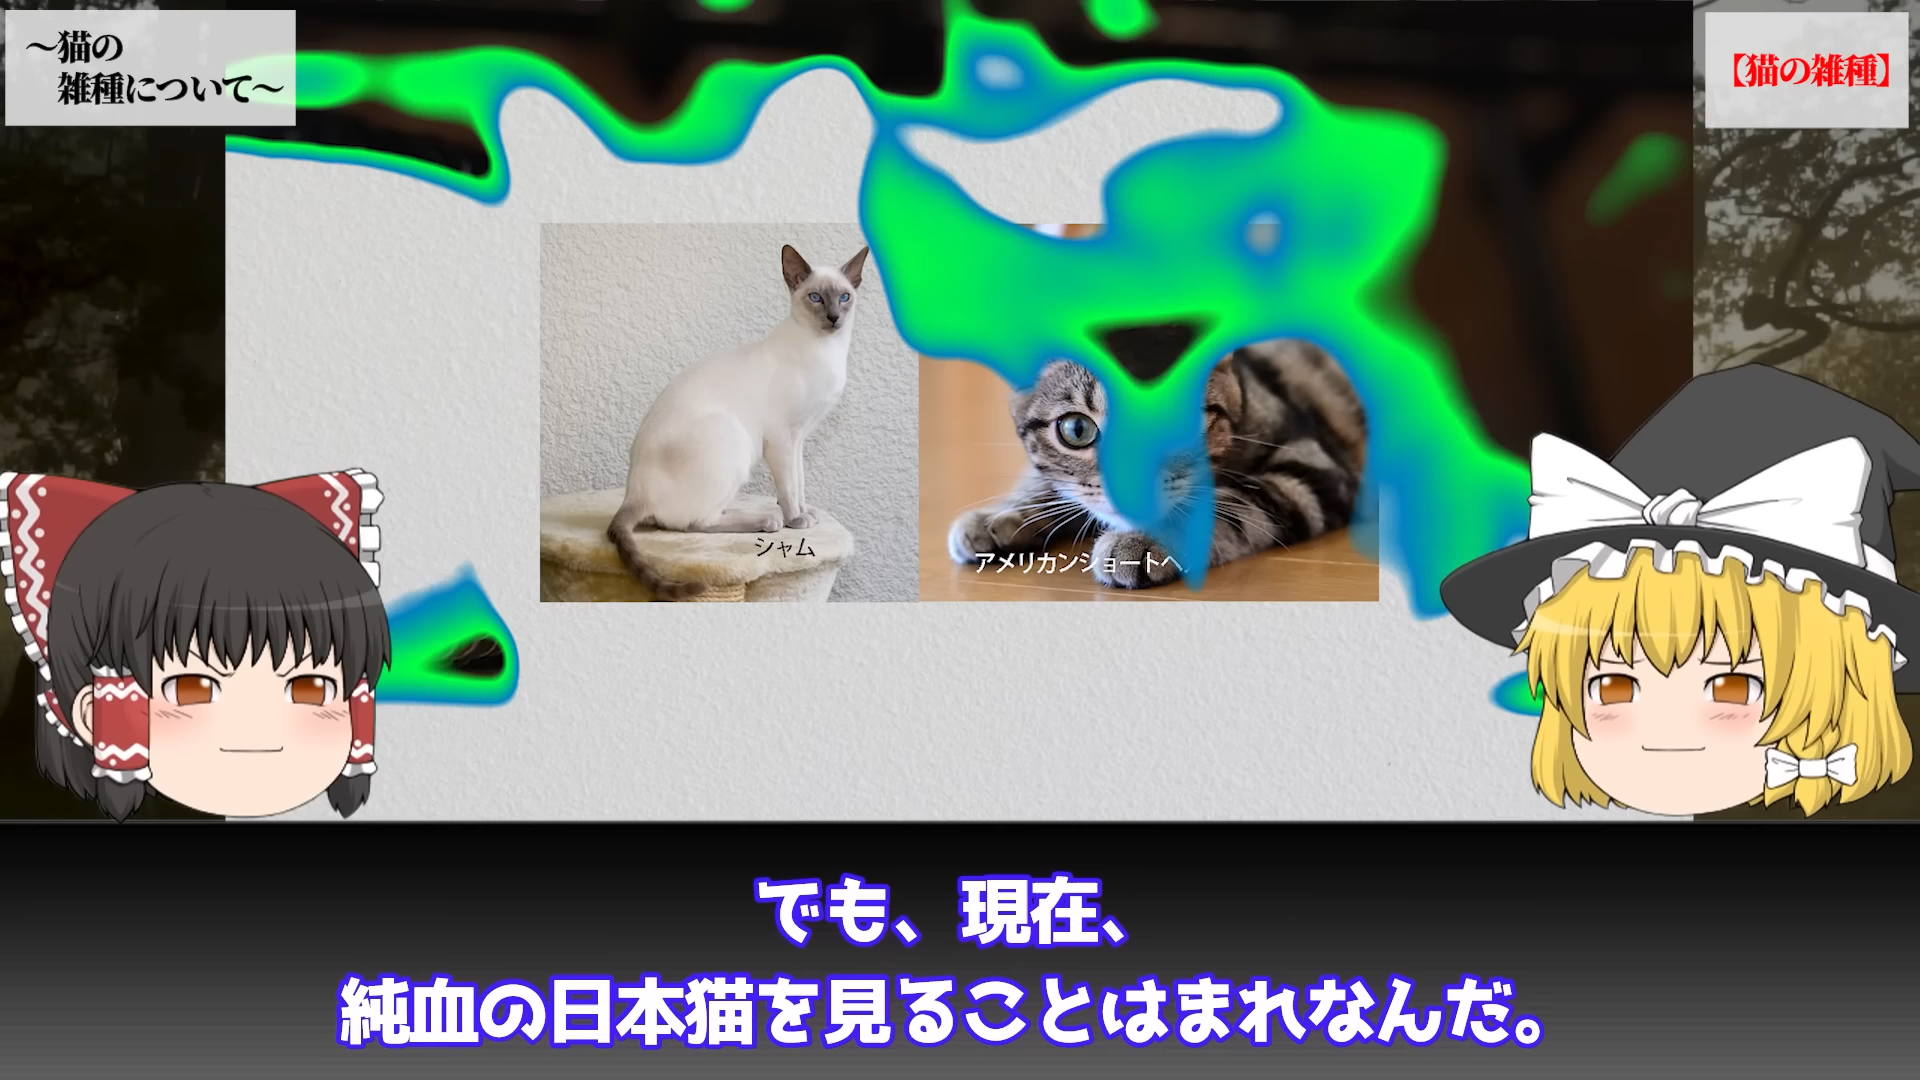 ～猫の
雑種について～
【猫の雑種】
シャム
アメリカンショートヘ
でも、現在、
純血の日本猫を見ることはまれなんだ。